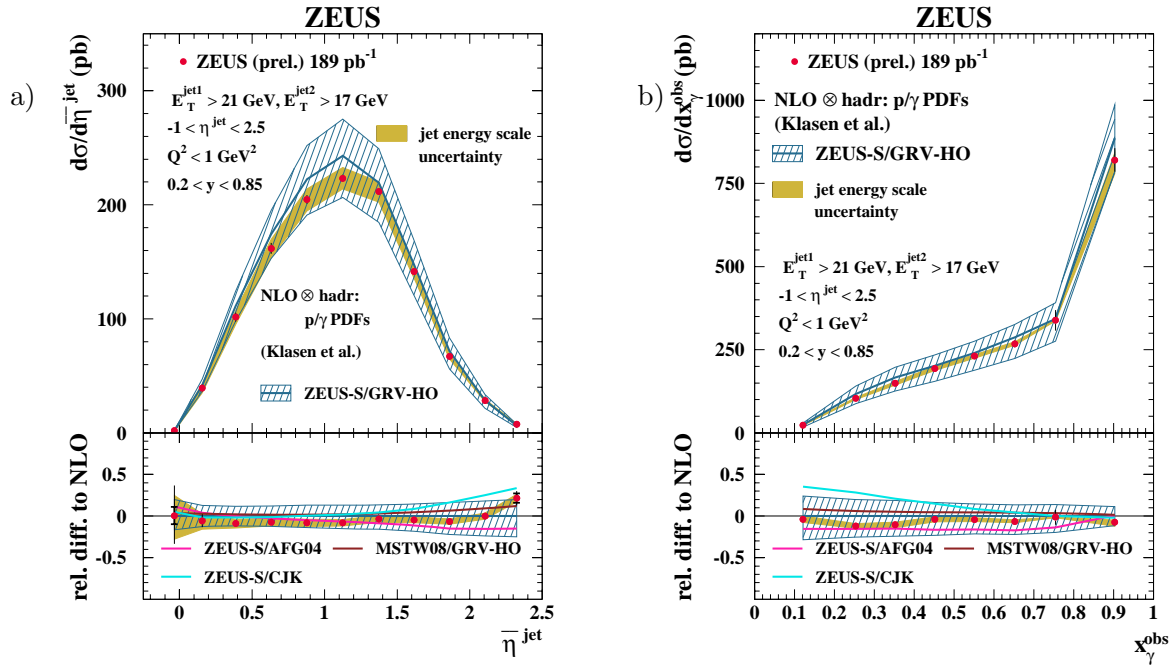 a)
ZEUS
dσ/dη̅ jet (pb)
300
200
100
0
ZEUS (prel.) 189 pb-1
E_T^jet1 > 21 GeV, E_T^jet2 > 17 GeV
-1 < η^jet < 2.5
Q² < 1 GeV²
0.2 < y < 0.85
jet energy scale
uncertainty
NLO ⊗ hadr:
p/γ PDFs
(Klasen et al.)
ZEUS-S/GRV-HO
rel. diff. to NLO
0.5
0
-0.5
ZEUS-S/AFG04
MSTW08/GRV-HO
ZEUS-S/CJK
0 0.5 1 1.5 2 2.5
η̅ jet
b)
ZEUS
dσ/dx_γ^obs (pb)
1000
750
500
250
0
ZEUS (prel.) 189 pb-1
NLO ⊗ hadr: p/γ PDFs
(Klasen et al.)
ZEUS-S/GRV-HO
jet energy scale
uncertainty
E_T^jet1 > 21 GeV, E_T^jet2 > 17 GeV
-1 < η^jet < 2.5
Q² < 1 GeV²
0.2 < y < 0.85
rel. diff. to NLO
0.5
0
-0.5
ZEUS-S/AFG04
MSTW08/GRV-HO
ZEUS-S/CJK
0 0.1 0.2 0.3 0.4 0.5 0.6 0.7 0.8 0.9 1
x_γ^obs